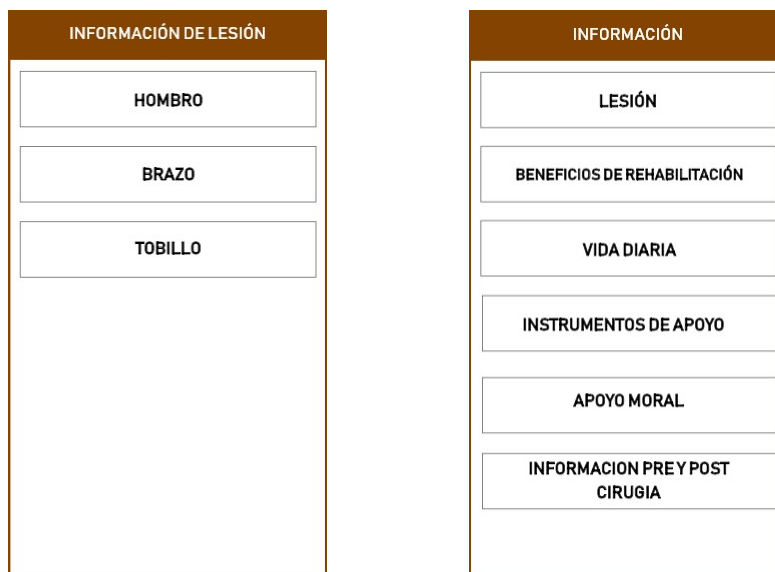 INFORMACIÓN DE LESIÓN
HOMBRO
BRAZO
TOBILLO
INFORMACIÓN
LESIÓN
BENEFICIOS DE REHABILITACIÓN
VIDA DIARIA
INSTRUMENTOS DE APOYO
APOYO MORAL
INFORMACION PRE Y POST
CIRUGIA